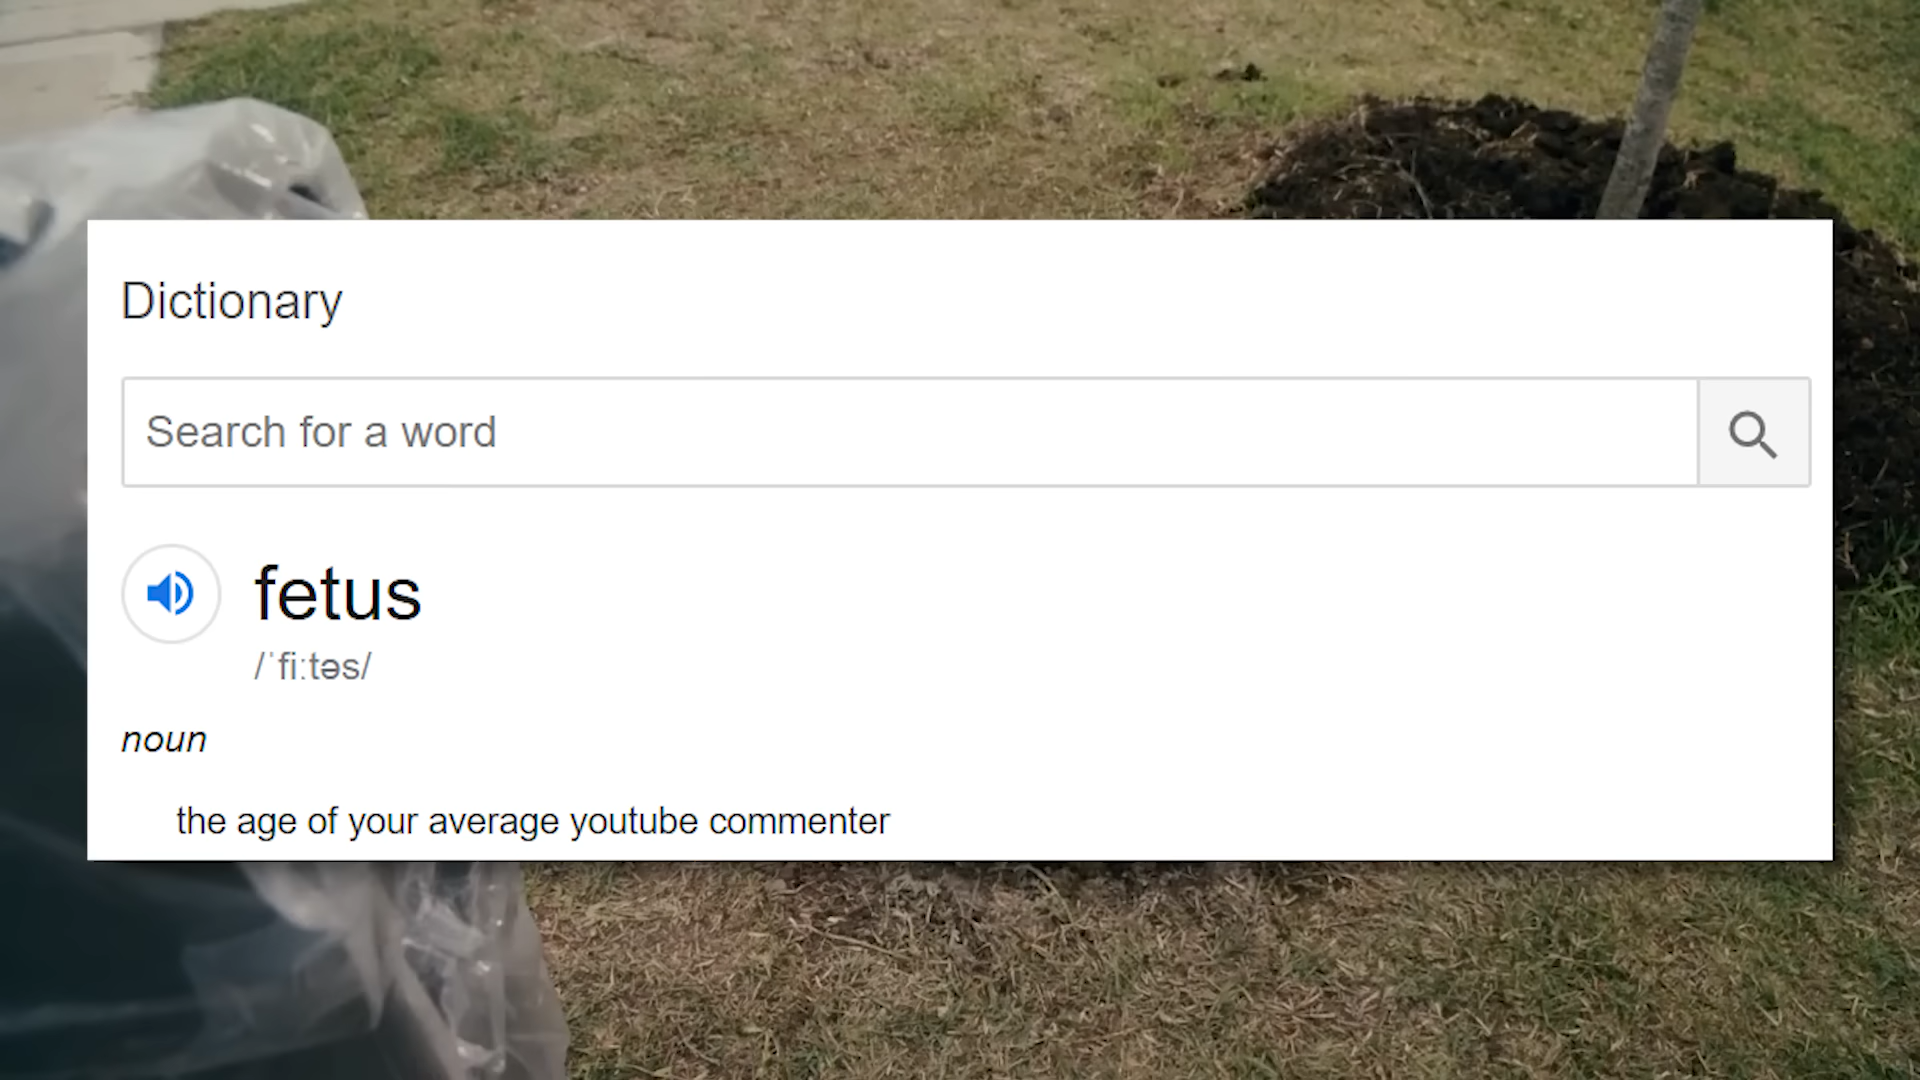 Dictionary
Search for a word
fetus
/ˈfiːtəs/
noun
the age of your average youtube commenter